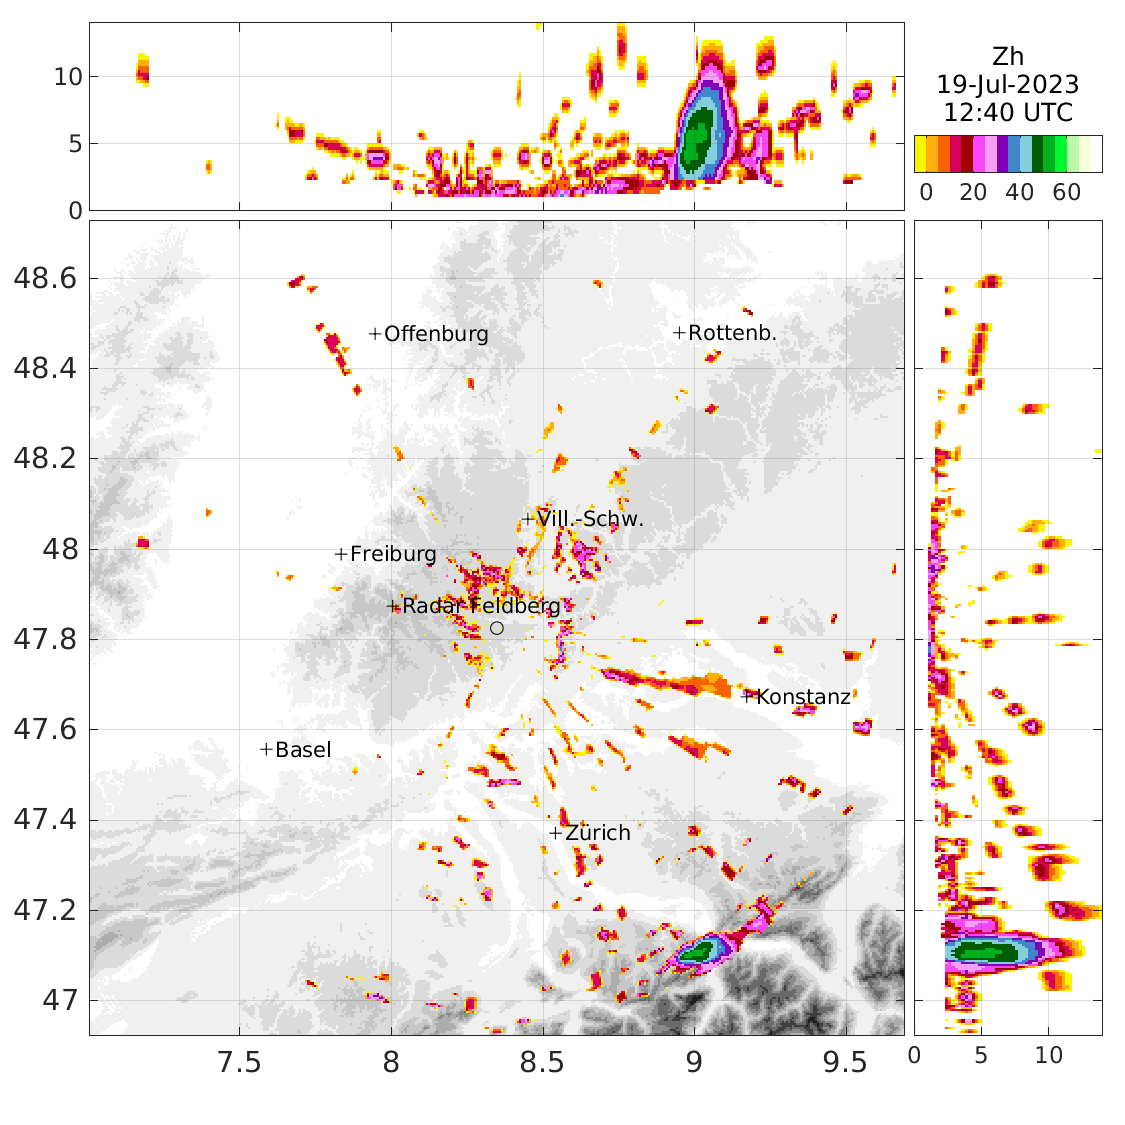 10
5
0
Zh
19-Jul-2023
12:40 UTC
0 20 40 60
48.6
48.4
48.2
48
47.8
47.6
47.4
47.2
47
+Offenburg
+Rottenb.
+Vill.-Schw.
+Freiburg
+Radar Feldberg
+Konstanz
+Basel
+Zürich
7.5 8 8.5 9 9.5
0 5 10